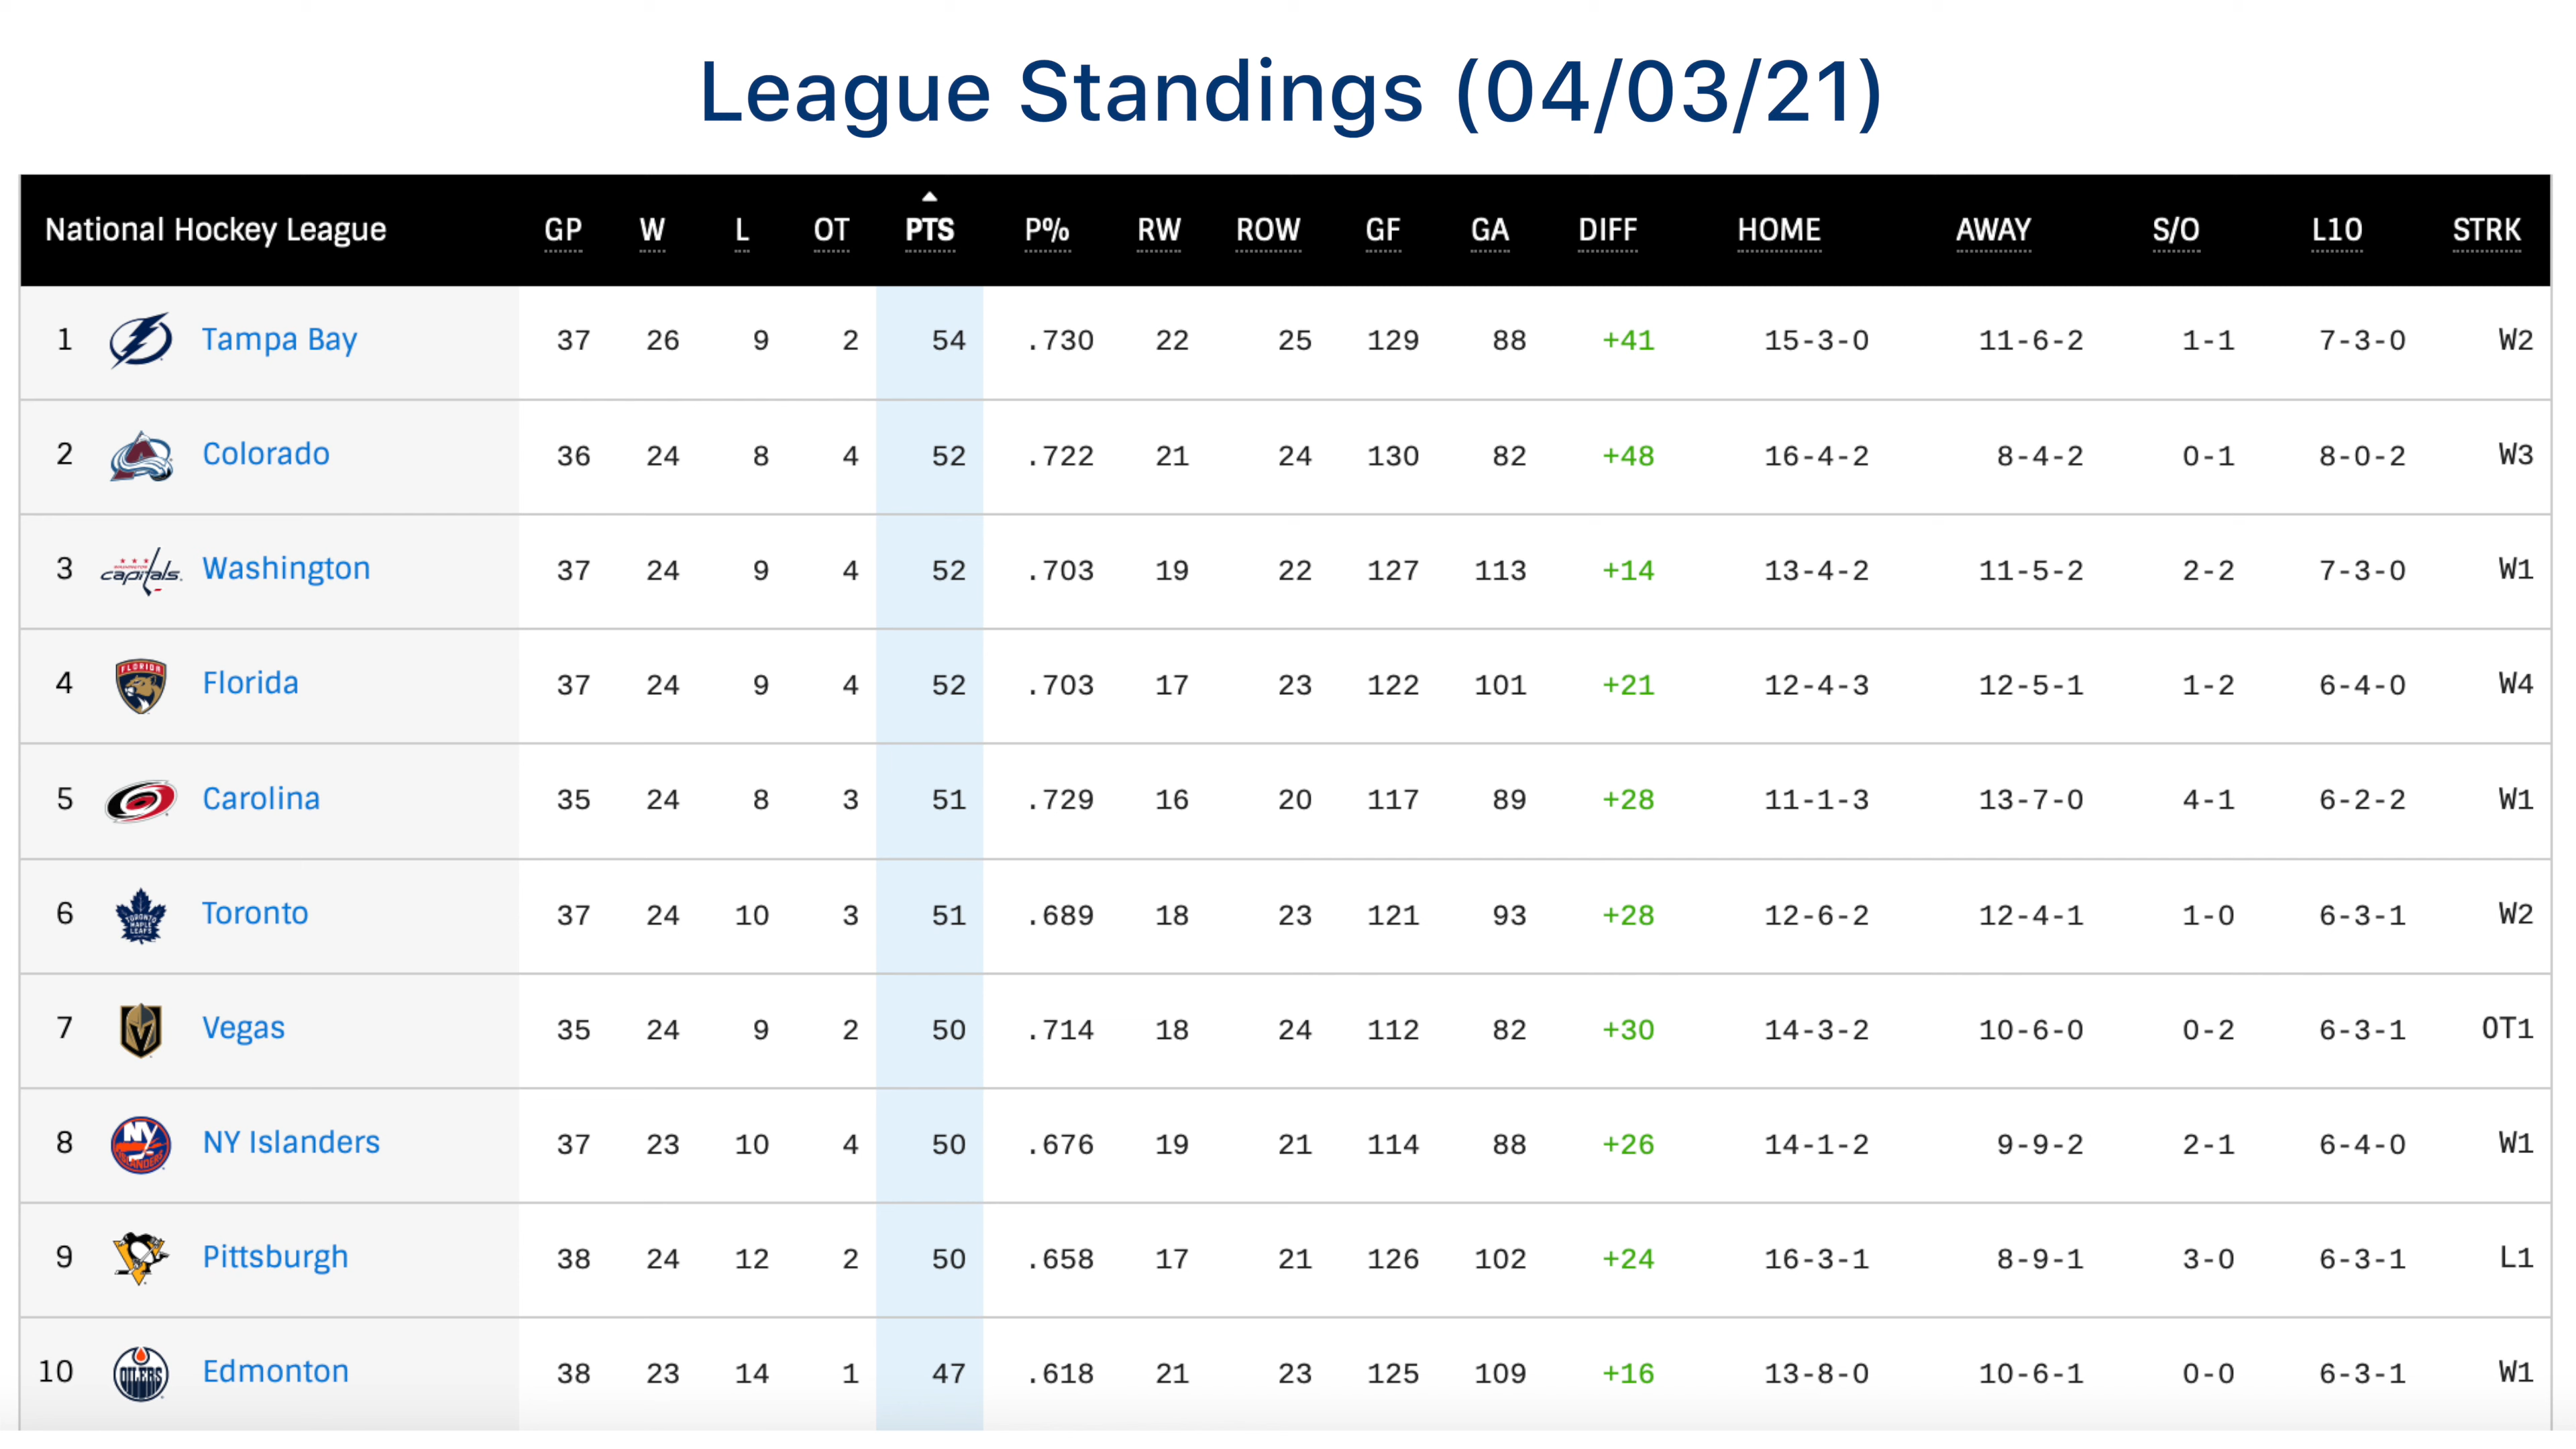 League Standings (04/03/21)
National Hockey League GP W L OT PTS P% RW ROW GF GA DIFF HOME AWAY S/O L10 STRK
1 Tampa Bay 37 26 9 2 54 .730 22 25 129 88 +41 15-3-0 11-6-2 1-1 7-3-0 W2
2 Colorado 36 24 8 4 52 .722 21 24 130 82 +48 16-4-2 8-4-2 0-1 8-0-2 W3
3 capitals Washington 37 24 9 4 52 .703 19 22 127 113 +14 13-4-2 11-5-2 2-2 7-3-0 W1
4 FLORIDA Florida 37 24 9 4 52 .703 17 23 122 101 +21 12-4-3 12-5-1 1-2 6-4-0 W4
5 Carolina 35 24 8 3 51 .729 16 20 117 89 +28 11-1-3 13-7-0 4-1 6-2-2 W1
6 TORONTO MAPLE LEAFS Toronto 37 24 10 3 51 .689 18 23 121 93 +28 12-6-2 12-4-1 1-0 6-3-1 W2
7 Vegas 35 24 9 2 50 .714 18 24 112 82 +30 14-3-2 10-6-0 0-2 6-3-1 OT1
8 NY ISLANDERS NY Islanders 37 23 10 4 50 .676 19 21 114 88 +26 14-1-2 9-9-2 2-1 6-4-0 W1
9 Pittsburgh 38 24 12 2 50 .658 17 21 126 102 +24 16-3-1 8-9-1 3-0 6-3-1 L1
10 OILERS Edmonton 38 23 14 1 47 .618 21 23 125 109 +16 13-8-0 10-6-1 0-0 6-3-1 W1